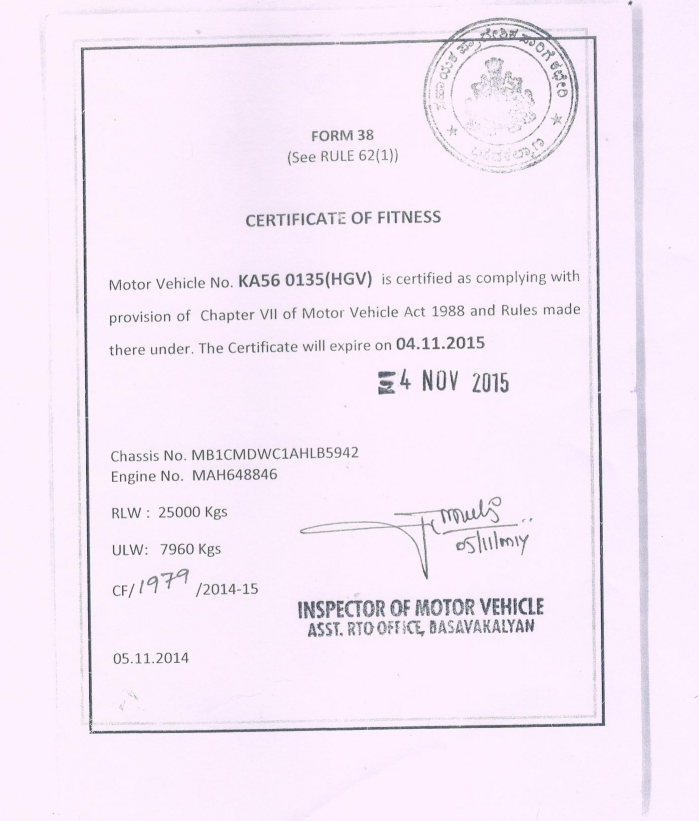 ಸಹಾಯಕ ಪ್ರಾದೇಶಿಕ ಸಾರಿಗೆ ಕಛೇರಿ
FORM 38
(See RULE 62(1))
CERTIFICATE OF FITNESS
Motor Vehicle No. KA56 0135(HGV) is certified as complying with
provision of Chapter VII of Motor Vehicle Act 1988 and Rules made
there under. The Certificate will expire on 04.11.2015
4 NOV 2015
Chassis No. MB1CMDWC1AHLB5942
Engine No. MAH648846
RLW : 25000 Kgs
ULW: 7960 Kgs
CF/1979/2014-15
INSPECTOR OF MOTOR VEHICLE
ASST. RTO OFFICE, BASAVAKALYAN
05.11.2014